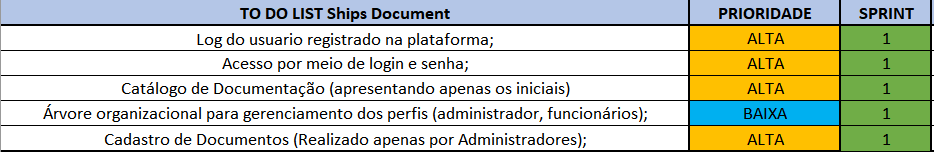 TO DO LIST Ships Document PRIORIDADE SPRINT
Log do usuario registrado na plataforma; ALTA 1
Acesso por meio de login e senha; ALTA 1
Catálogo de Documentação (apresentando apenas os iniciais) ALTA 1
Árvore organizacional para gerenciamento dos perfis (administrador, funcionários); BAIXA 1
Cadastro de Documentos (Realizado apenas por Administradores); ALTA 1